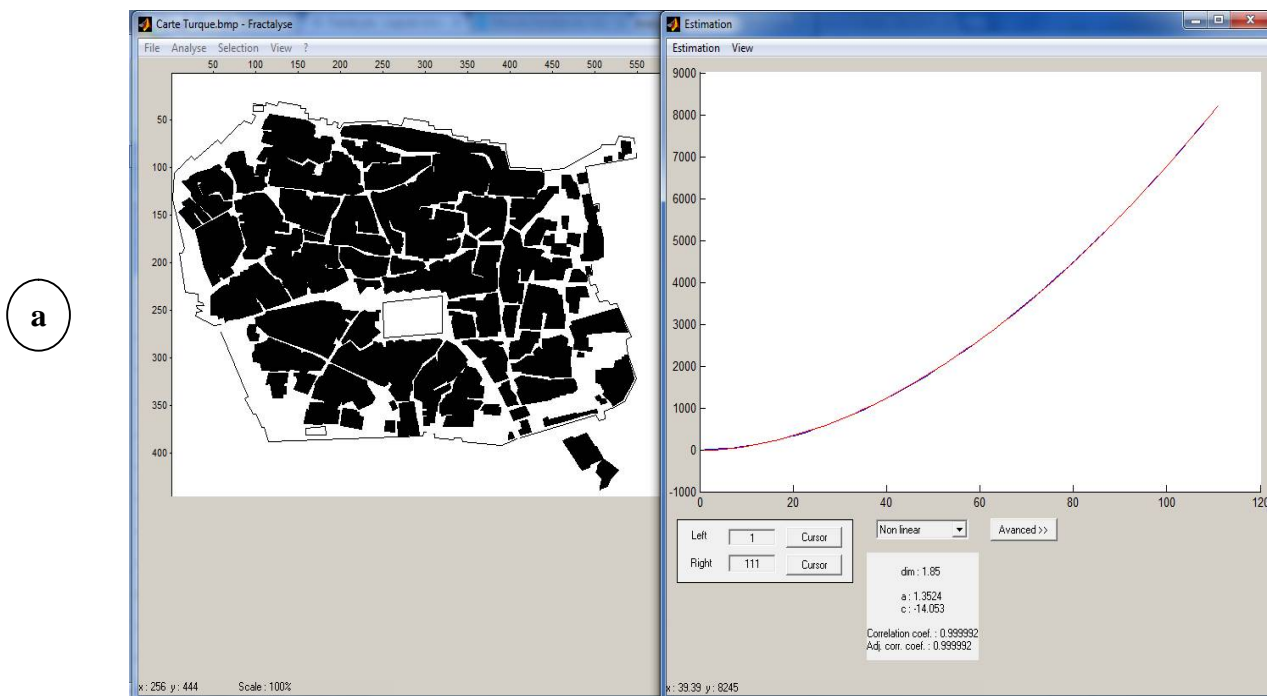 a
Carte Turque.bmp - Fractalyse
File Analyse Selection View ?
50 100 150 200 250 300 350 400 450 500 550
50
100
150
200
250
300
350
400
x : 256 y : 444 Scale : 100%
Estimation
Estimation View
9000
8000
7000
6000
5000
4000
3000
2000
1000
0
-1000
0 20 40 60 80 100 120
Left 1 Cursor
Right 111 Cursor
Non linear
Avanced >>
dim : 1.85
a : 1.3524
c : -14.053
Correlation coef. : 0.999992
Adj. corr. coef. : 0.999992
x : 39.39 y : 8245